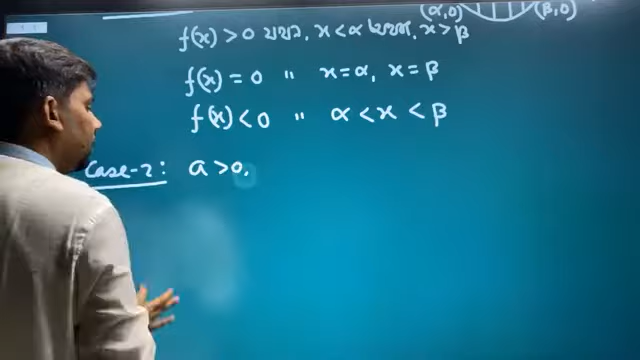 (α,0) (β,0)
f(x) > 0 যখন, x < α অথবা, x > β
f(x) = 0 " x = α, x = β
f(x) < 0 " α < x < β
Case-2: a > 0,